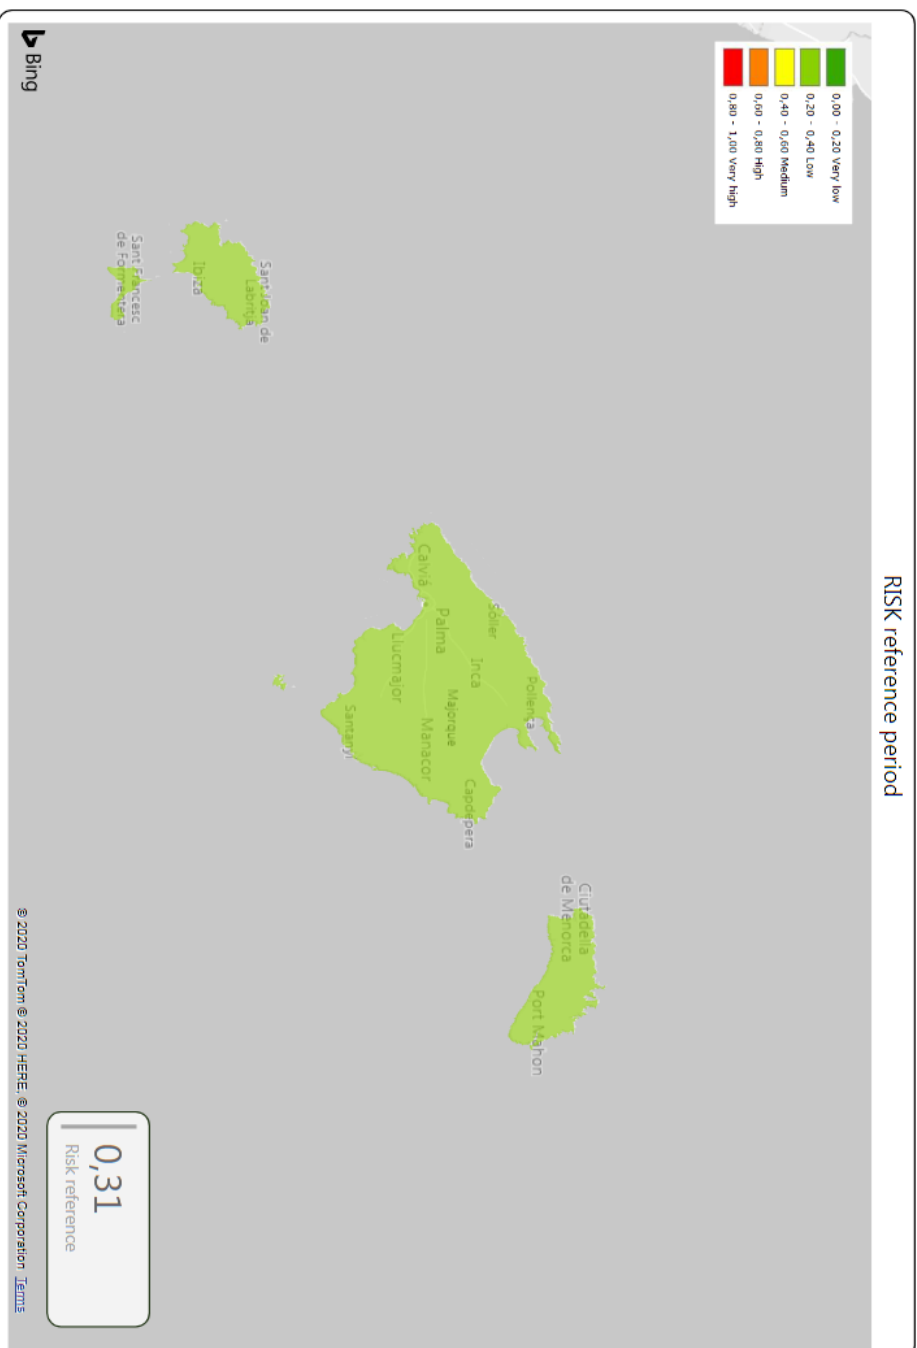 RISK reference period
0,00 - 0,20 Very low
0,20 - 0,40 Low
0,40 - 0,60 Medium
0,60 - 0,80 High
0,80 - 1,00 Very high
Ciutadella
de Menorca
Port Mahon
Pollença
Sóller
Inca
Capdepera
Majorque
Palma
Manacor
Calvià
Llucmajor
Santanyí
Sant Joan de
Labritja
Ibiza
Sant Francesc
de Formentera
0,31
Risk reference
Bing
© 2020 TomTom © 2020 HERE, © 2020 Microsoft Corporation Terms